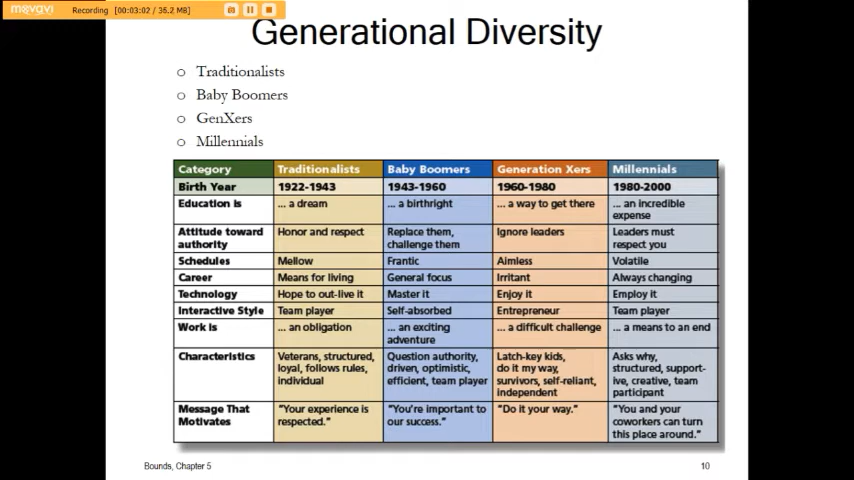 movavi Recording [00:03:02 / 36.2 MB]
Generational Diversity
o Traditionalists
o Baby Boomers
o GenXers
o Millennials
Category Traditionalists Baby Boomers Generation Xers Millennials
Birth Year 1922-1943 1943-1960 1960-1980 1980-2000
Education is ... a dream ... a birthright ... a way to get there ... an incredible
expense
Attitude toward Honor and respect Replace them, Ignore leaders Leaders must
authority challenge them respect you
Schedules Mellow Frantic Aimless Volatile
Career Means for living General focus Irritant Always changing
Technology Hope to out-live it Master it Enjoy it Employ it
Interactive Style Team player Self-absorbed Entrepreneur Team player
Work is ... an obligation ... an exciting ... a difficult challenge ... a means to an end
adventure
Characteristics Veterans, structured, Question authority, Latch-key kids, Asks why,
loyal, follows rules, driven, optimistic, do it my way, structured, support-
individual efficient, team player survivors, self-reliant, ive, creative, team
independent participant
Message That "Your experience is "You're important to "Do it your way." "You and your
Motivates respected." our success." coworkers can turn
this place around."
Bounds, Chapter 5 10